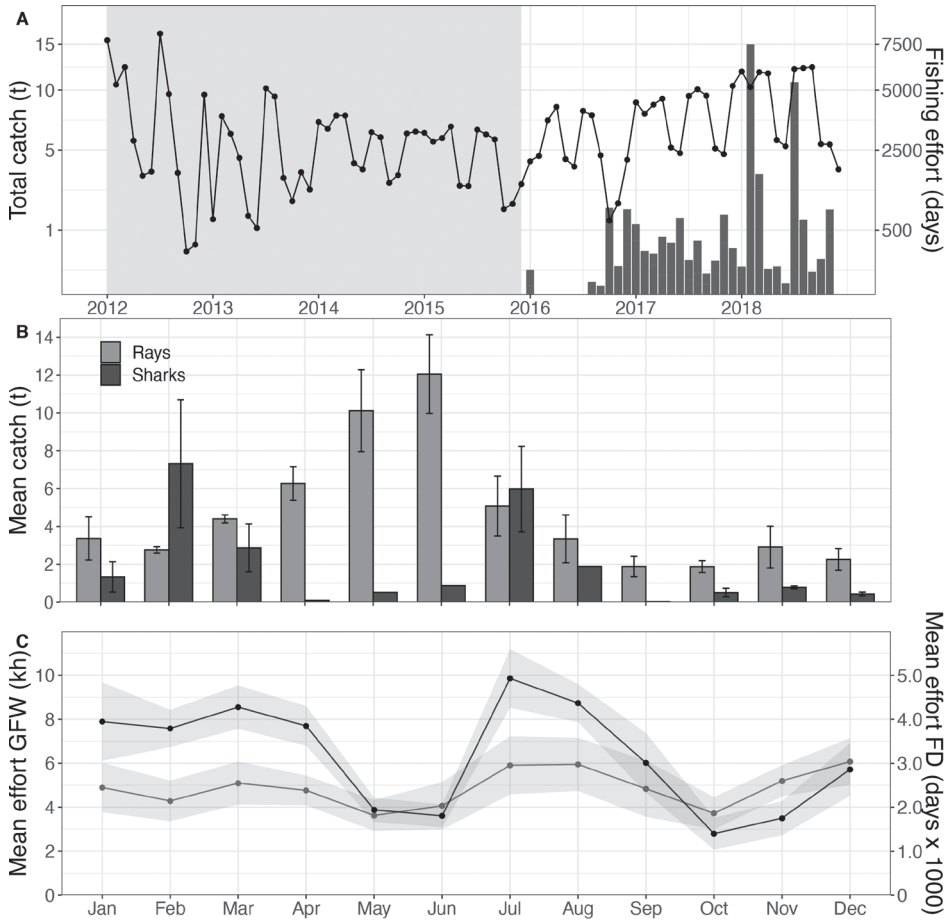 A
Total catch (t)
15
10
5
1
7500
5000
2500
500
Fishing effort (days)
2012 2013 2014 2015 2016 2017 2018
B
Rays
Sharks
Mean catch (t)
14
12
10
8
6
4
2
0
C
Mean effort GFW (kh)
10
8
6
4
2
0
5.0
4.0
3.0
2.0
1.0
0
Mean effort FD (days x 1000)
Jan Feb Mar Apr May Jun Jul Aug Sep Oct Nov Dec